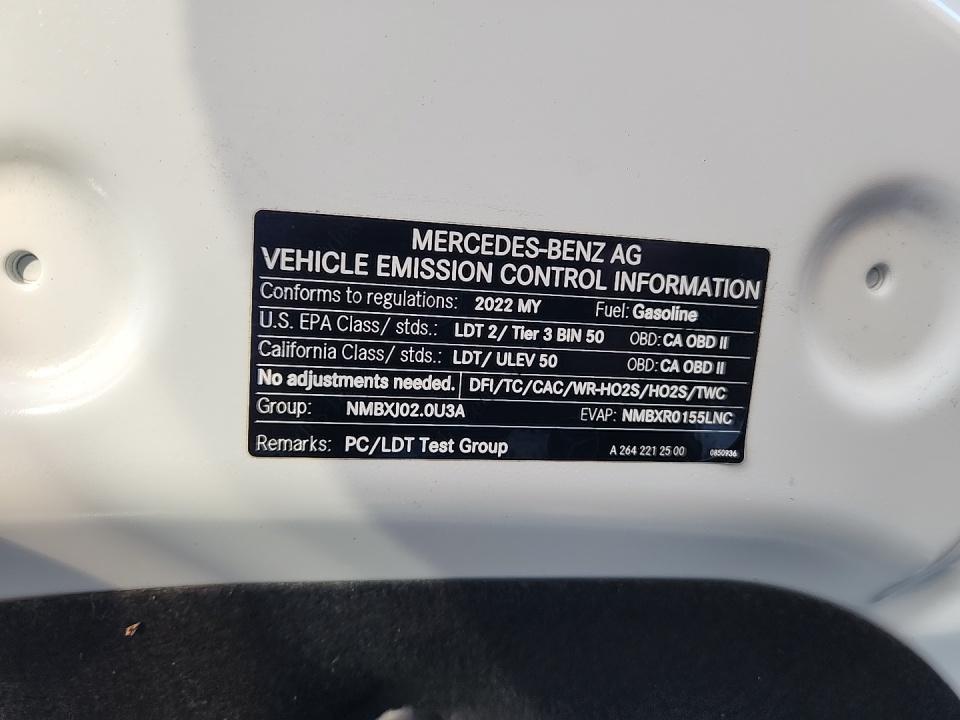 MERCEDES-BENZ AG
VEHICLE EMISSION CONTROL INFORMATION
Conforms to regulations: 2022 MY Fuel: Gasoline
U.S. EPA Class/ stds.: LDT 2/ Tier 3 BIN 50 OBD: CA OBD II
California Class/ stds.: LDT/ ULEV 50 OBD: CA OBD II
No adjustments needed. DFI/TC/CAC/WR-HO2S/HO2S/TWC
Group: NMBXJ02.0U3A EVAP: NMBXR0155LNC
Remarks: PC/LDT Test Group A 264 221 25 00 0850936